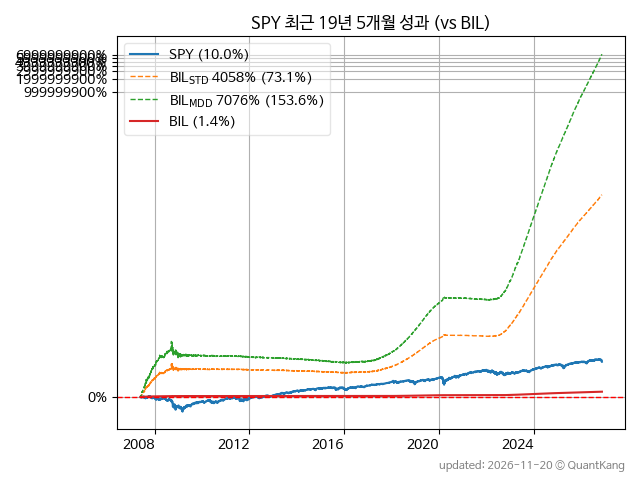 SPY 최근 19년 5개월 성과 (vs BIL)
SPY (10.0%)
BIL_STD 4058% (73.1%)
BIL_MDD 7076% (153.6%)
BIL (1.4%)
6999999900%
1999999900%
999999900%
0%
2008 2012 2016 2020 2024
updated: 2026-11-20 © QuantKang